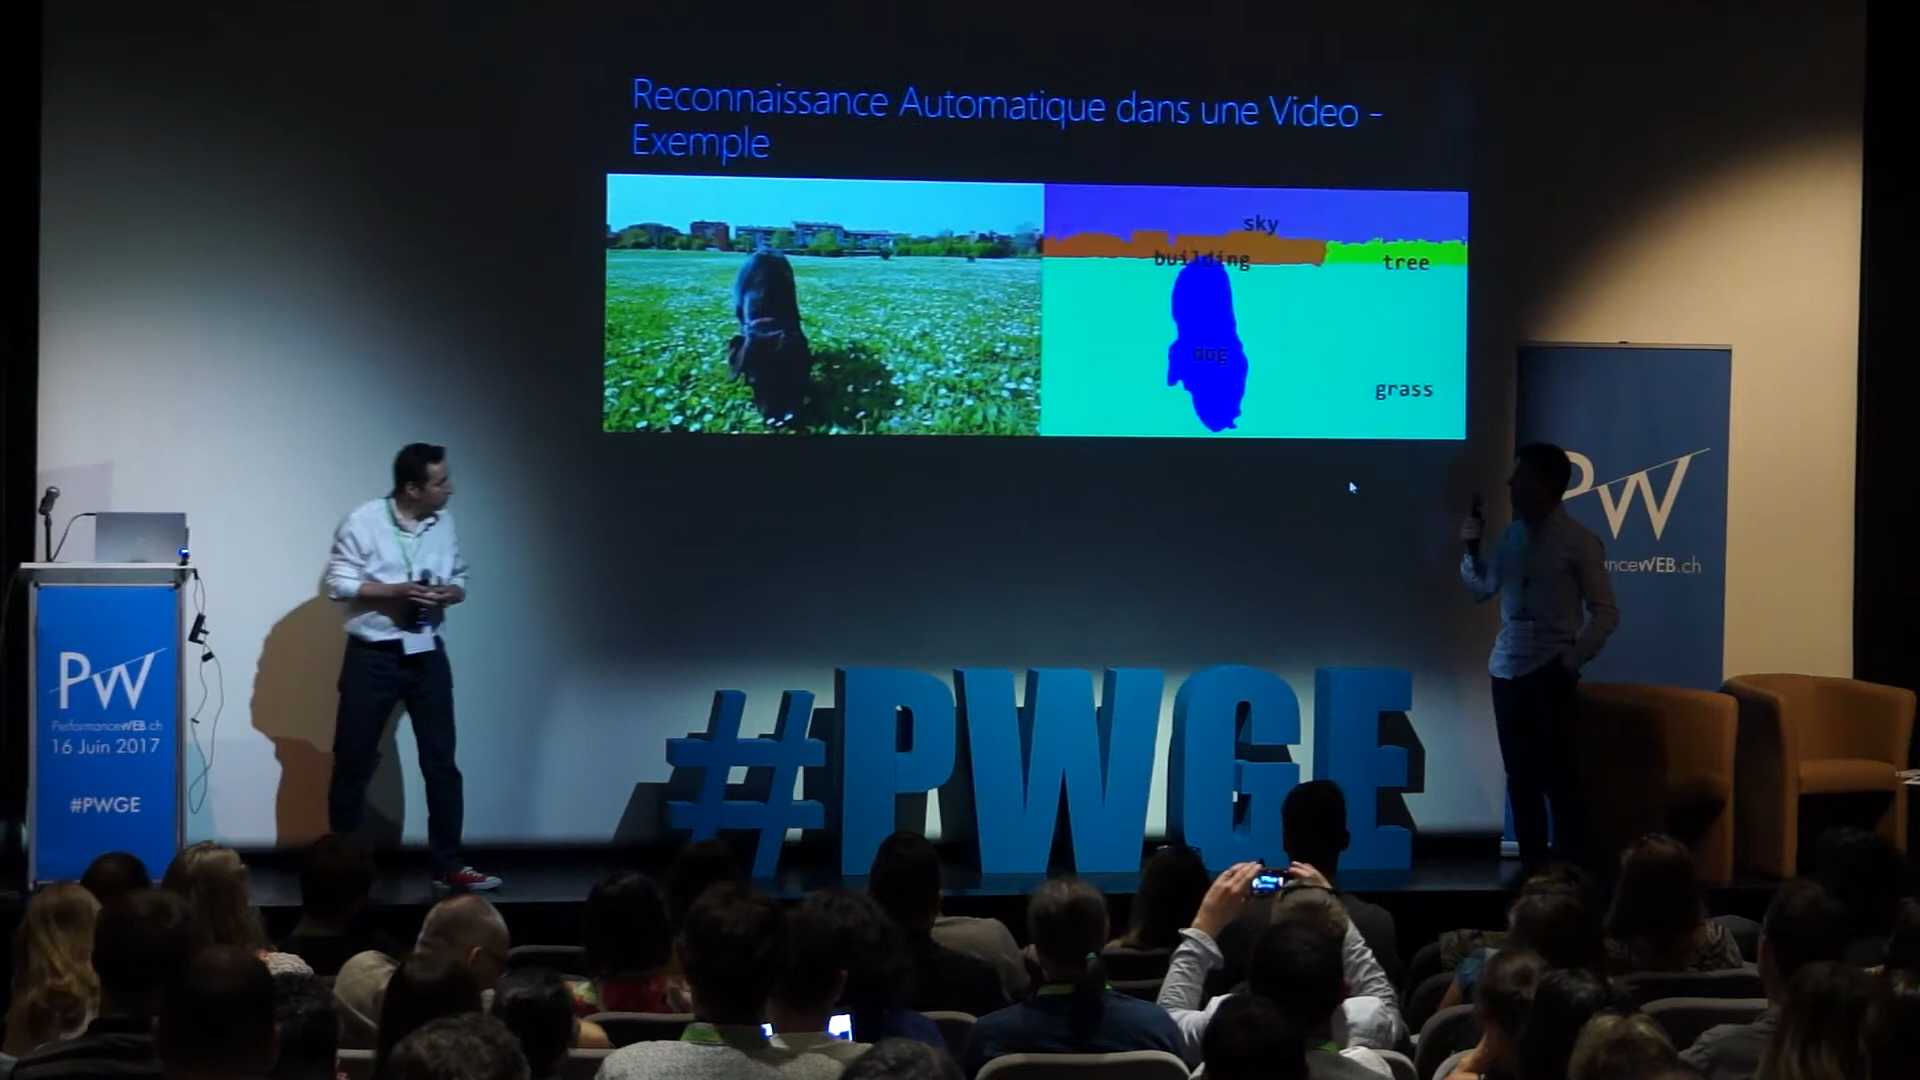 Reconnaissance Automatique dans une Video -
Exemple
sky
building
tree
dog
grass
PW
anceWEB.ch
#PWGE
PW
PerformanceWEB.ch
16 Juin 2017
#PWGE